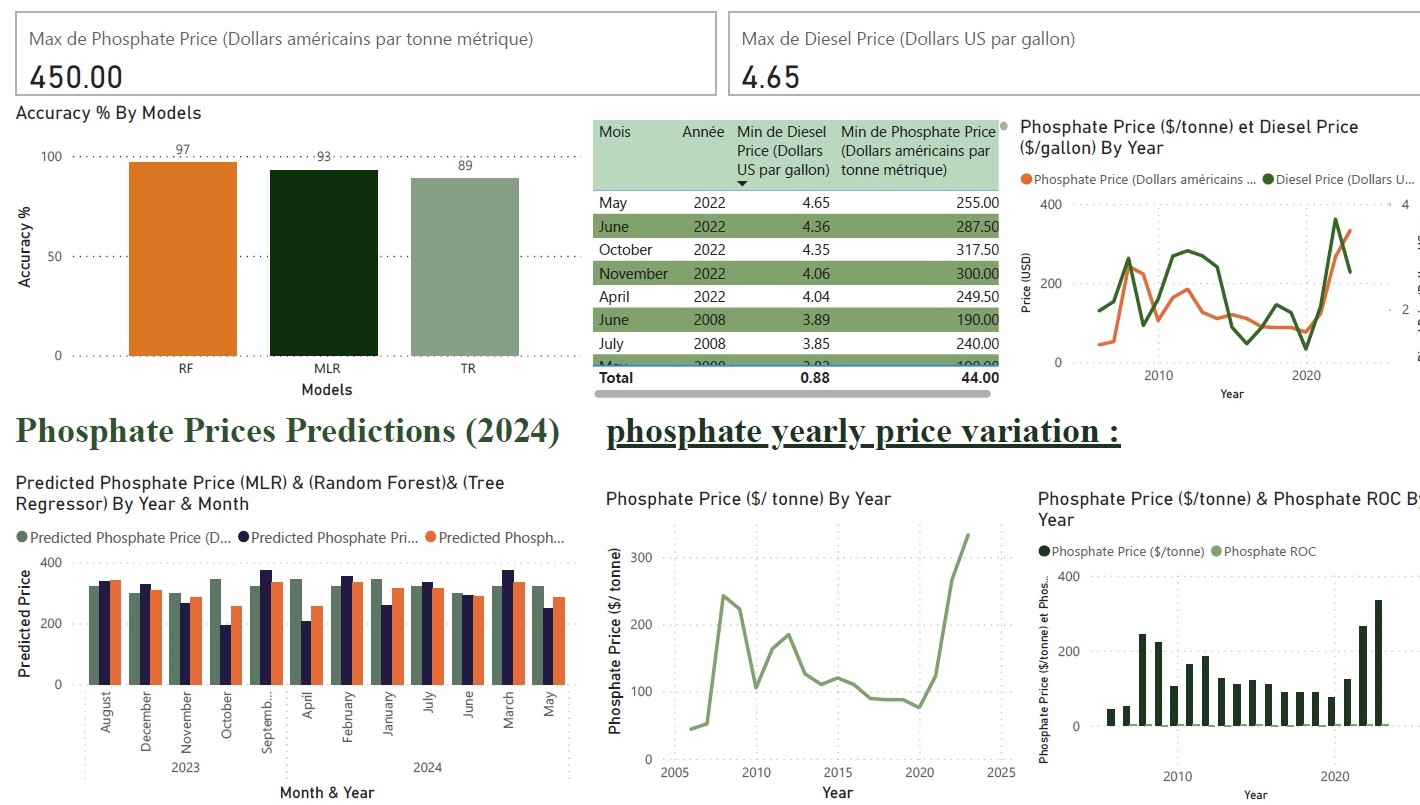 Max de Phosphate Price (Dollars américains par tonne métrique)
450.00
Max de Diesel Price (Dollars US par gallon)
4.65
Accuracy % By Models
Accuracy %
100
50
0
97
93
89
RF
MLR
TR
Models
Mois Année Min de Diesel Price (Dollars US par gallon) Min de Phosphate Price (Dollars américains par tonne métrique)
May 2022 4.65 255.00
June 2022 4.36 287.50
October 2022 4.35 317.50
November 2022 4.06 300.00
April 2022 4.04 249.50
June 2008 3.89 190.00
July 2008 3.85 240.00
Total 0.88 44.00
Phosphate Price ($/tonne) et Diesel Price
($/gallon) By Year
Phosphate Price (Dollars américains ... Diesel Price (Dollars U...
Price (USD)
400
200
0
4
2
2010
2020
Year
Phosphate Prices Predictions (2024)
phosphate yearly price variation :
Predicted Phosphate Price (MLR) & (Random Forest)& (Tree
Regressor) By Year & Month
Predicted Phosphate Price (D... Predicted Phosphate Pri... Predicted Phosph...
Predicted Price
400
200
0
August
December
November
October
Septemb...
April
February
January
July
June
March
May
2023
2024
Month & Year
Phosphate Price ($/ tonne) By Year
Phosphate Price ($/ tonne)
300
200
100
0
2005
2010
2015
2020
2025
Year
Phosphate Price ($/tonne) & Phosphate ROC
Year
Phosphate Price ($/tonne) Phosphate ROC
Phosphate Price ($/tonne) et Phos...
400
200
0
2010
2020
Year